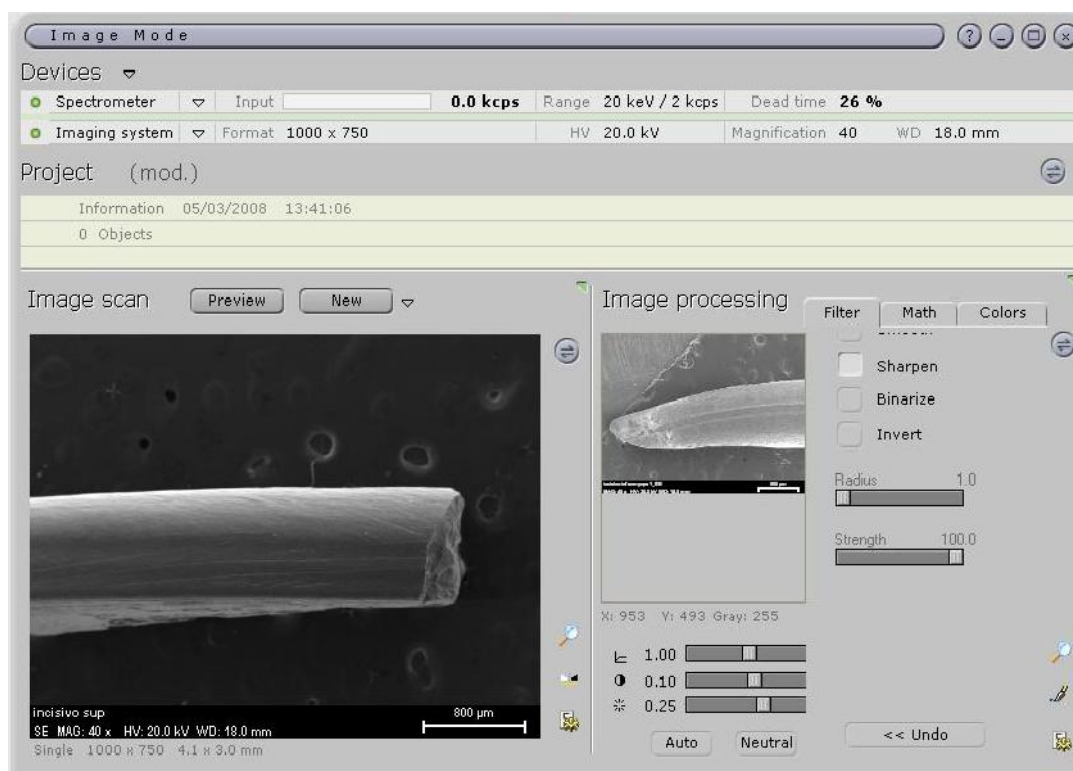 Image Mode
Devices
Spectrometer Input 0.0 kcps Range 20 keV / 2 kcps Dead time 26 %
Imaging system Format 1000 x 750 HV 20.0 kV Magnification 40 WD 18.0 mm
Project (mod.)
Information 05/03/2008 13:41:06
0 Objects
Image scan Preview New
incisivo sup
SE MAG: 40 x HV: 20.0 kV WD: 18.0 mm 800 µm
Single 1000 x 750 4.1 x 3.0 mm
Image processing
Filter Math Colors
Sharpen
Binarize
Invert
Radius 1.0
Strength 100.0
X: 953 Y: 493 Gray: 255
1.00
0.10
0.25
Auto Neutral
<< Undo